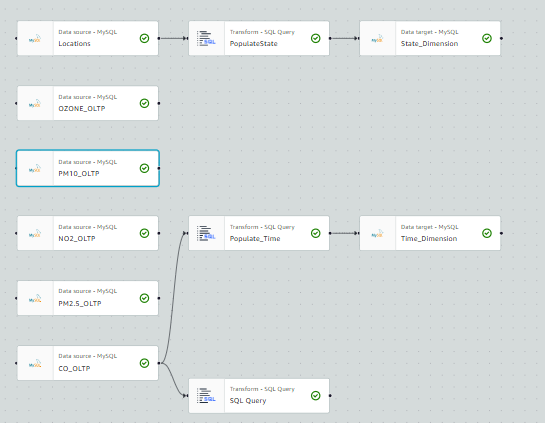 Data source - MySQL
Locations
Transform - SQL Query
PopulateState
Data target - MySQL
State_Dimension
Data source - MySQL
OZONE_OLTP
Data source - MySQL
PM10_OLTP
Data source - MySQL
NO2_OLTP
Transform - SQL Query
Populate_Time
Data target - MySQL
Time_Dimension
Data source - MySQL
PM2.5_OLTP
Data source - MySQL
CO_OLTP
Transform - SQL Query
SQL Query
MySQL
SQL
MySQL
MySQL
MySQL
MySQL
SQL
MySQL
MySQL
MySQL
SQL